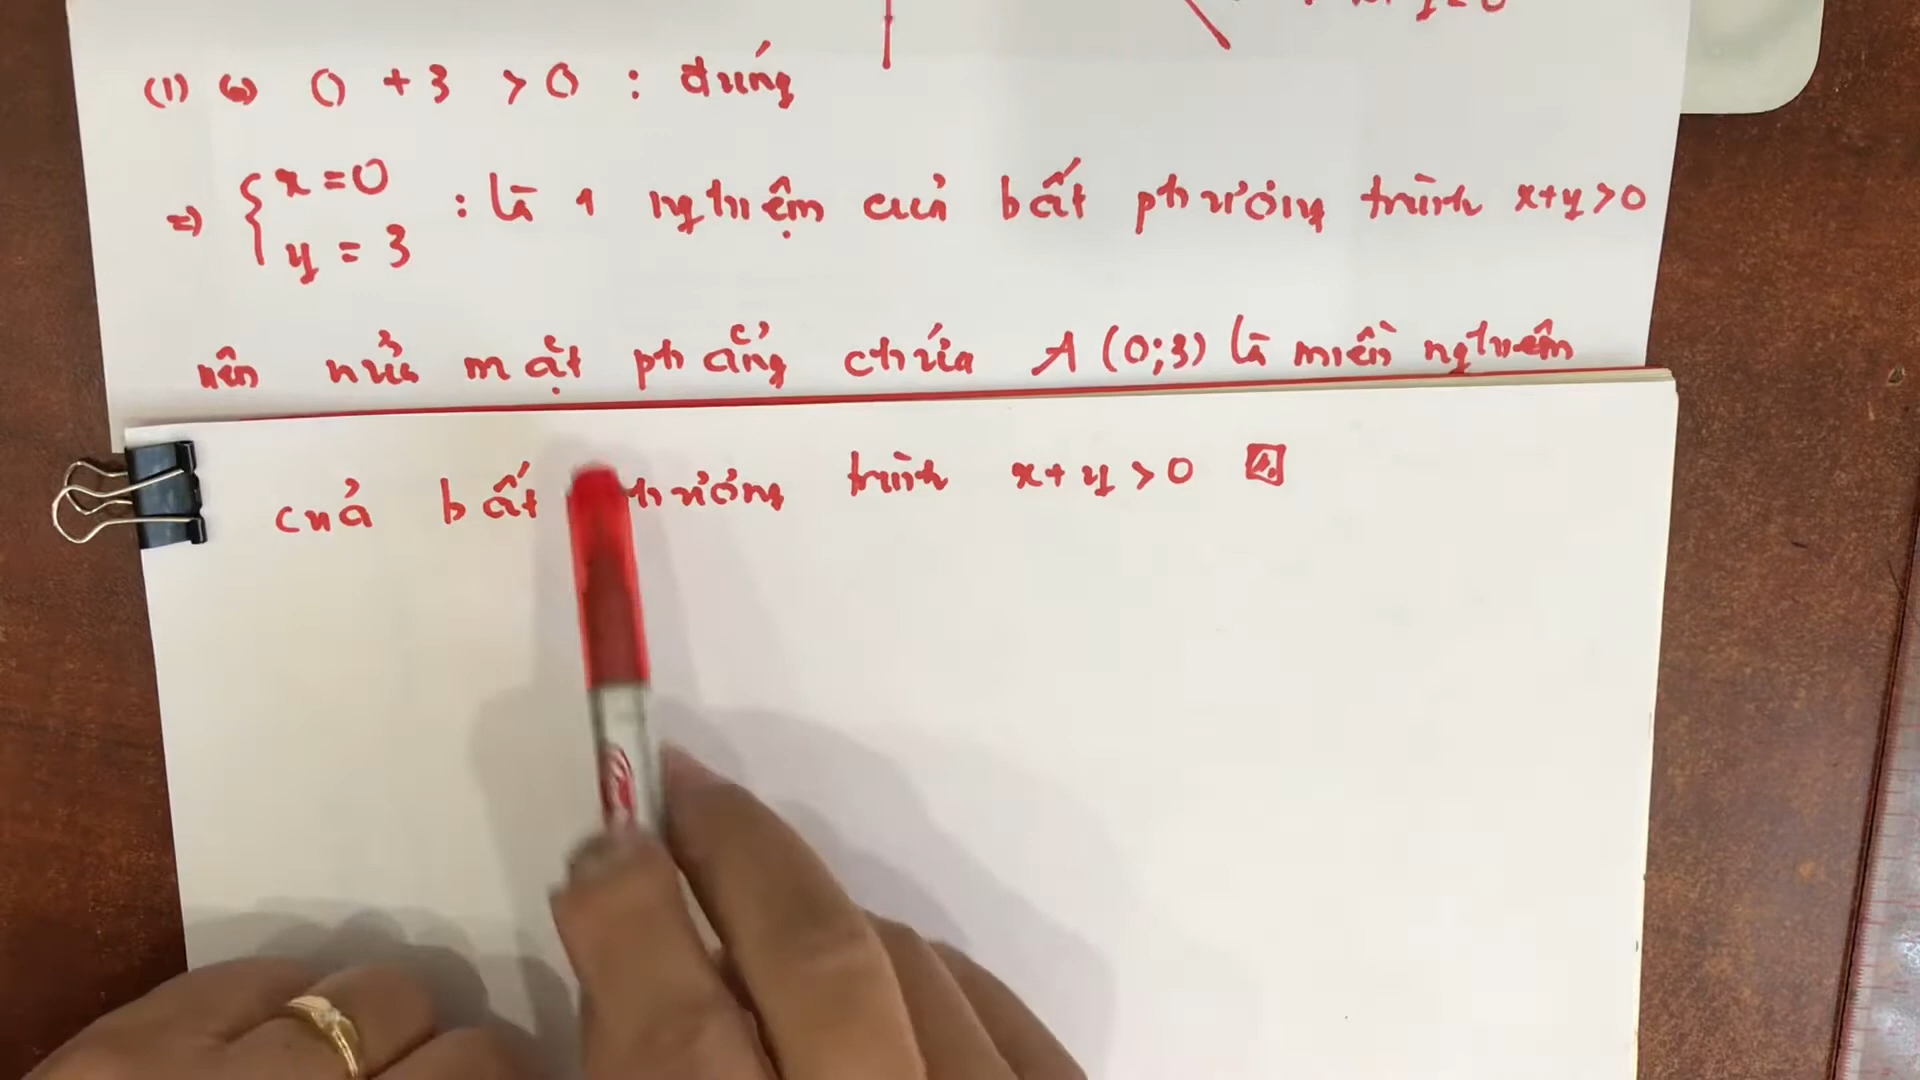 (1) ⇔ 0 + 3 > 0 : đúng
=> { x = 0
y = 3 : là 1 nghiệm của bất phương trình x+y > 0
nên nửa mặt phẳng chứa A (0;3) là miền nghiệm
của bất phương trình x+y > 0